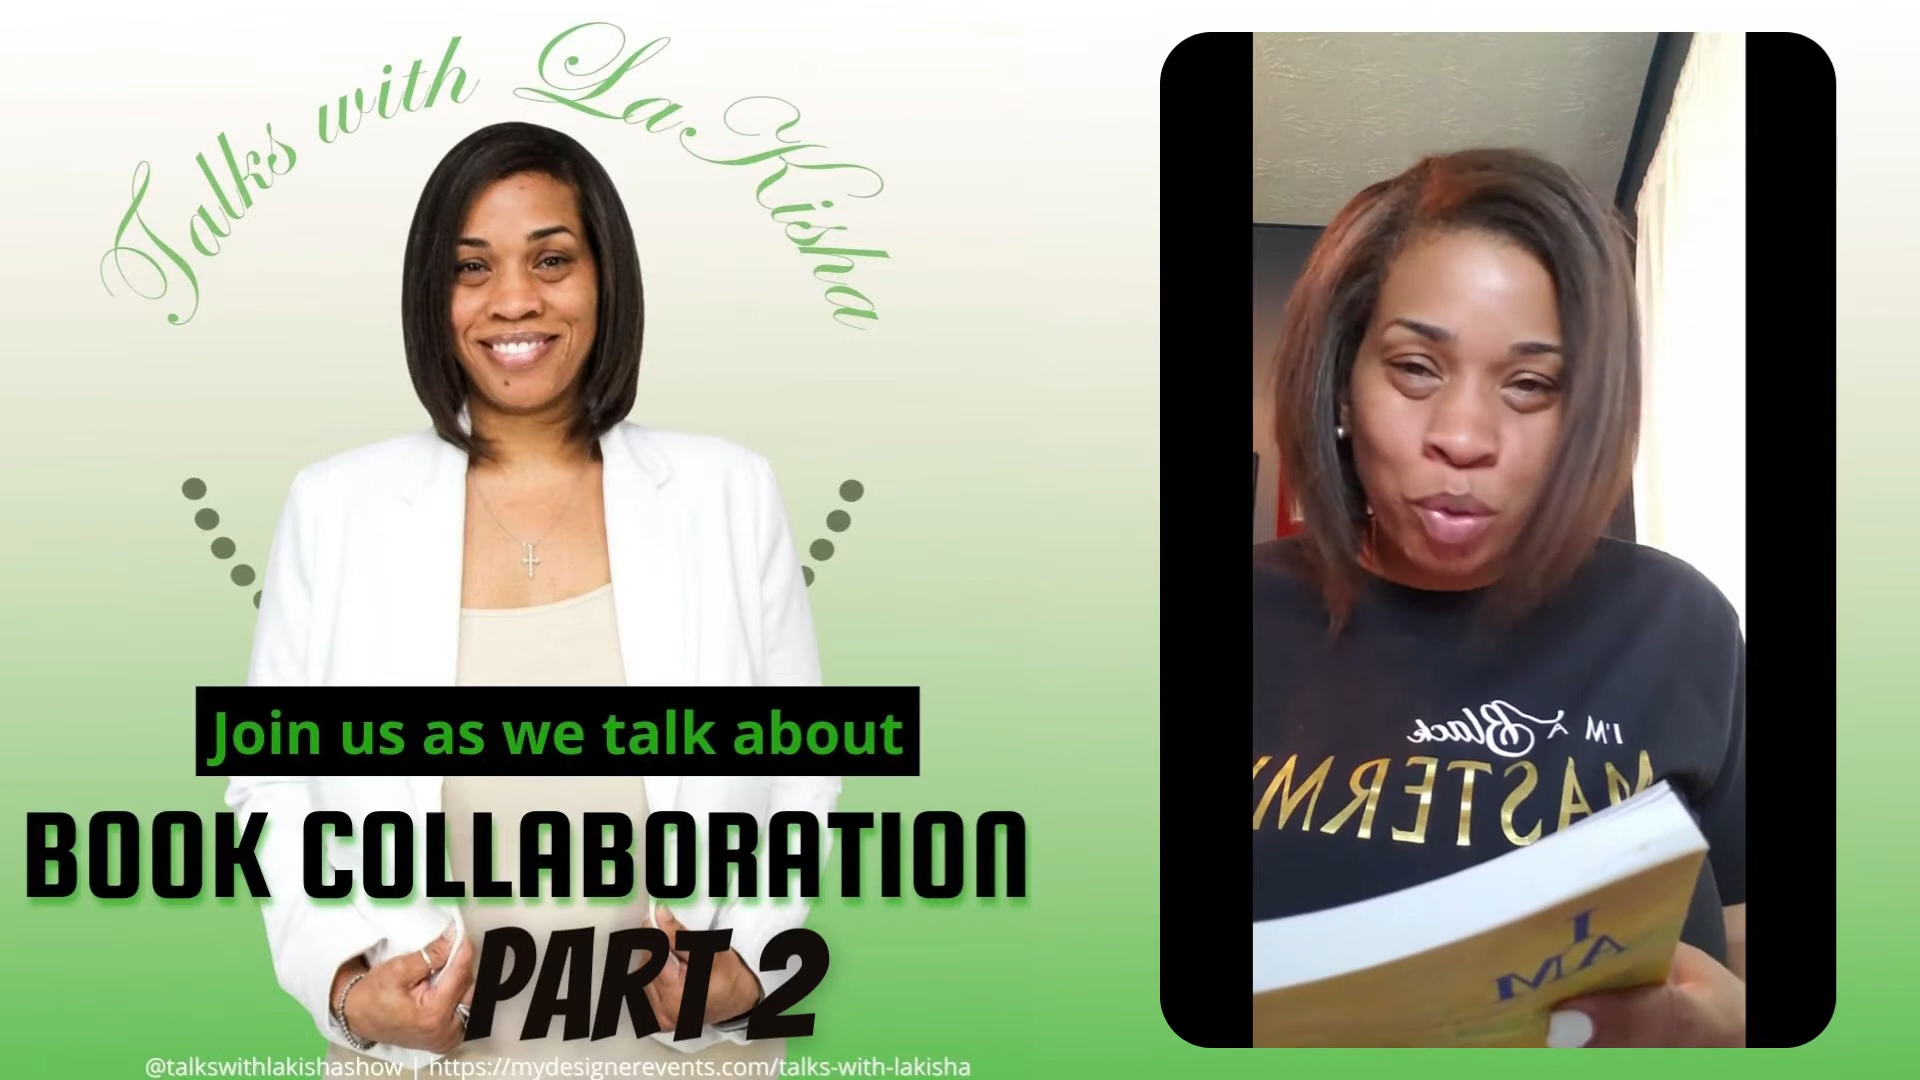 Talks with LaKisha
Join us as we talk about
BOOK COLLABORATION
PART 2
@talkswithlakishashow | https://mydesignerevents.com/talks-with-lakisha
I'M A Black
MASTERM
I
AM